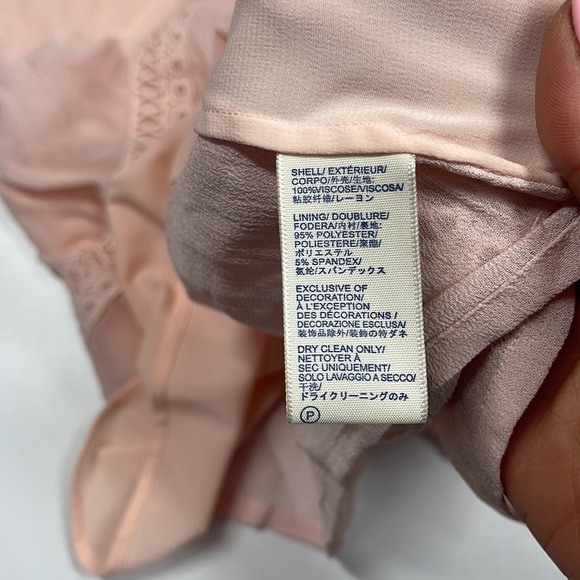 SHELL/ EXTÉRIEUR/
CORPO/外壳/生地:
100%VISCOSE/VISCOSA/
粘胶纤维/レーヨン
LINING/ DOUBLURE/
FODERA/内衬/裏地:
95% POLYESTER/
POLIESTERE/聚脂/
ポリエステル
5% SPANDEX/
氨纶/スパンデックス
EXCLUSIVE OF
DECORATION/
À L'EXCEPTION
DES DÉCORATIONS /
DECORAZIONE ESCLUSA/
装饰品除外/装飾の特ダネ
DRY CLEAN ONLY/
NETTOYER À
SEC UNIQUEMENT/
SOLO LAVAGGIO A SECCO/
干洗/
ドライクリーニングのみ
P